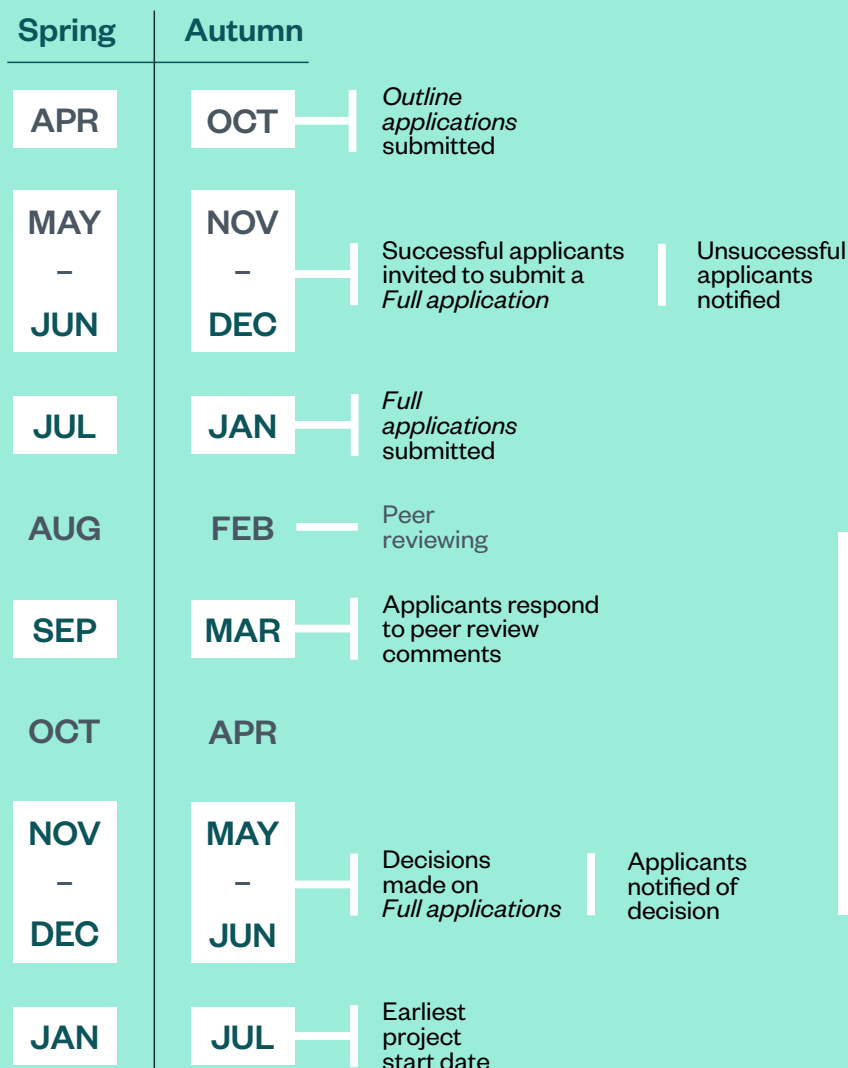 Spring Autumn
APR OCT
Outline
applications
submitted
MAY NOV
– –
JUN DEC
Successful applicants
invited to submit a
Full application
Unsuccessful
applicants
notified
JUL JAN
Full
applications
submitted
AUG FEB
Peer
reviewing
SEP MAR
Applicants respond
to peer review
comments
OCT APR
NOV MAY
– –
DEC JUN
Decisions
made on
Full applications
Applicants
notified of
decision
JAN JUL
Earliest
project
start date